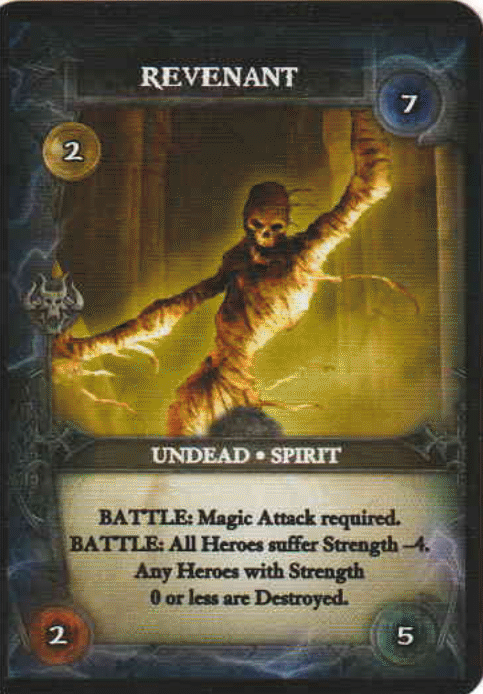 REVENANT
7
2
UNDEAD • SPIRIT
BATTLE: Magic Attack required.
BATTLE: All Heroes suffer Strength –4.
Any Heroes with Strength
0 or less are Destroyed.
2
5